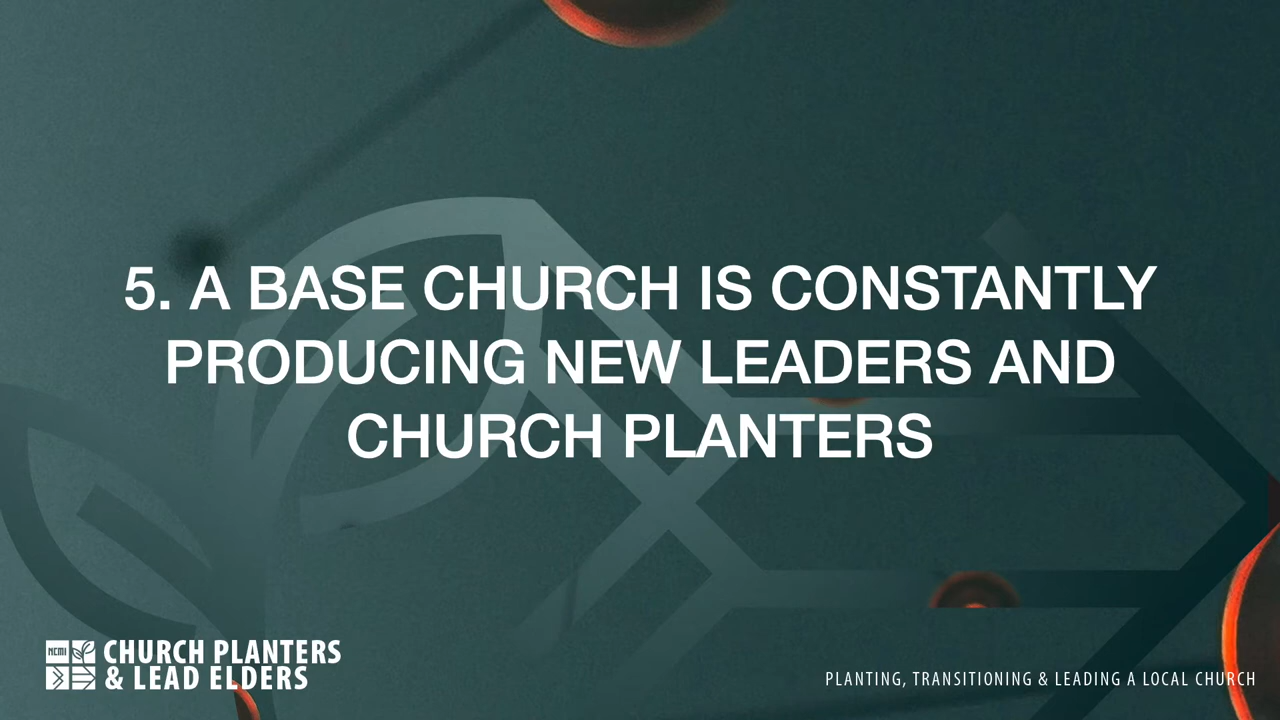 5. A BASE CHURCH IS CONSTANTLY
PRODUCING NEW LEADERS AND
CHURCH PLANTERS
NCMI
CHURCH PLANTERS
& LEAD ELDERS
PLANTING, TRANSITIONING & LEADING A LOCAL CHURCH